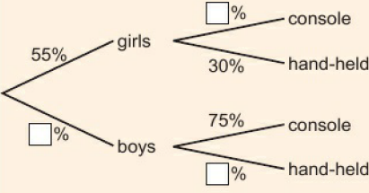 % console
55% girls
30% hand-held
75% console
% boys
% hand-held